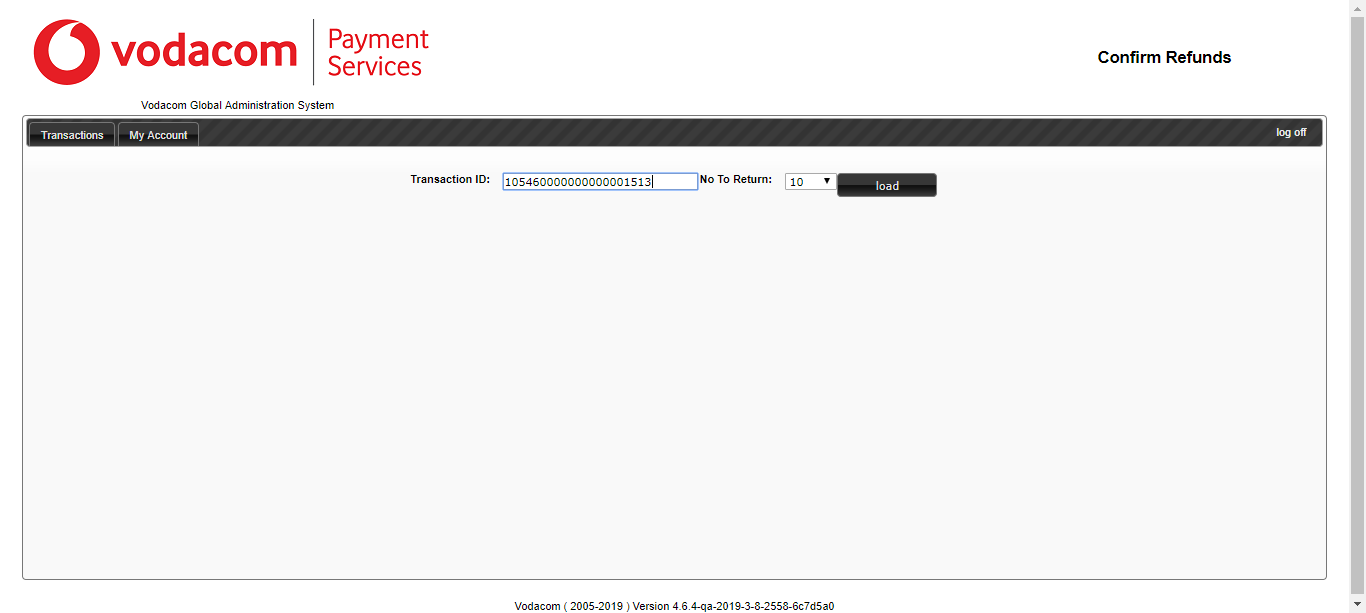 vodacom
Payment
Services
Confirm Refunds
Vodacom Global Administration System
Transactions My Account log off
Transaction ID: 105460000000000001513 No To Return: 10 load
Vodacom ( 2005-2019 ) Version 4.6.4-qa-2019-3-8-2558-6c7d5a0